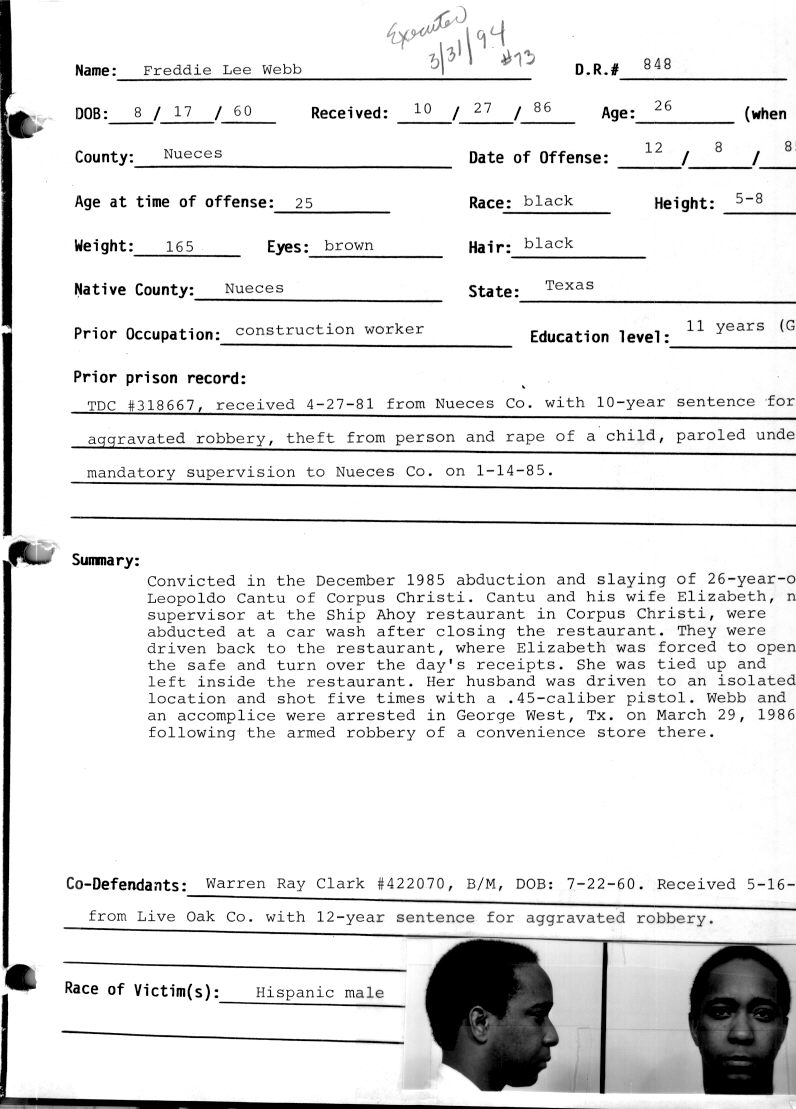 Executed
3/31/94
#73
Name: Freddie Lee Webb D.R.# 848
DOB: 8 / 17 / 60 Received: 10 / 27 / 86 Age: 26 (when
County: Nueces Date of Offense: 12 / 8 / 8
Age at time of offense: 25 Race: black Height: 5-8
Weight: 165 Eyes: brown Hair: black
Native County: Nueces State: Texas
Prior Occupation: construction worker Education level: 11 years (G
Prior prison record:
TDC #318667, received 4-27-81 from Nueces Co. with 10-year sentence for
aggravated robbery, theft from person and rape of a child, paroled unde
mandatory supervision to Nueces Co. on 1-14-85.
Summary:
Convicted in the December 1985 abduction and slaying of 26-year-o
Leopoldo Cantu of Corpus Christi. Cantu and his wife Elizabeth, n
supervisor at the Ship Ahoy restaurant in Corpus Christi, were
abducted at a car wash after closing the restaurant. They were
driven back to the restaurant, where Elizabeth was forced to open
the safe and turn over the day's receipts. She was tied up and
left inside the restaurant. Her husband was driven to an isolated
location and shot five times with a .45-caliber pistol. Webb and
an accomplice were arrested in George West, Tx. on March 29, 1986
following the armed robbery of a convenience store there.
Co-Defendants: Warren Ray Clark #422070, B/M, DOB: 7-22-60. Received 5-16-
from Live Oak Co. with 12-year sentence for aggravated robbery.
Race of Victim(s): Hispanic male